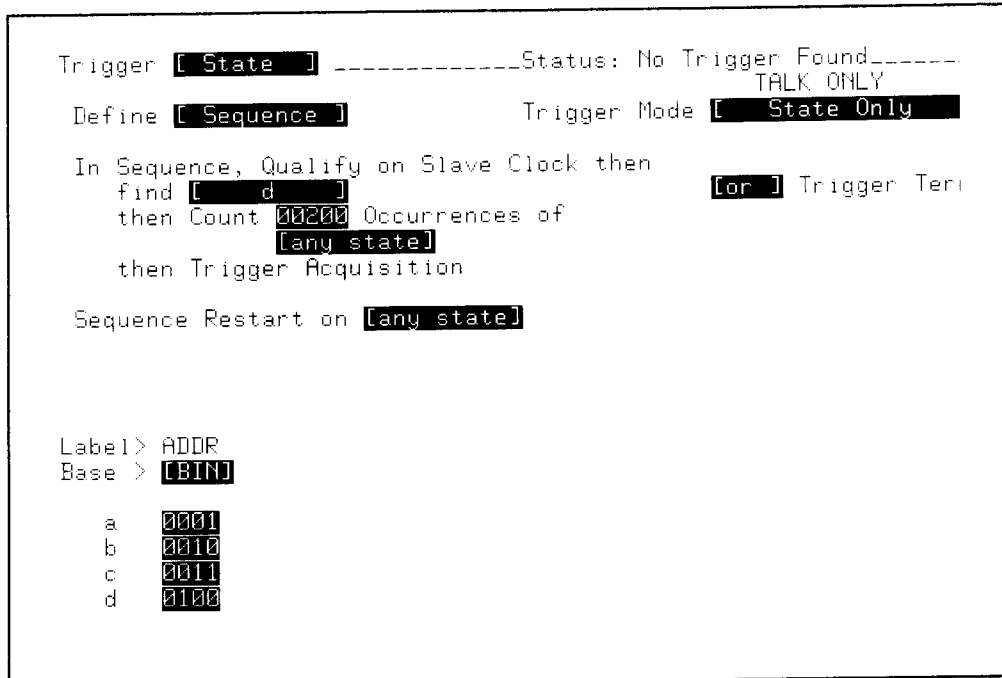 Trigger [ State ] _____________Status: No Trigger Found______
TALK ONLY
Define [ Sequence ] Trigger Mode [ State Only
In Sequence, Qualify on Slave Clock then
find [ d ] [or ] Trigger
then Count 00200 Occurrences of
[any state]
then Trigger Acquisition
Sequence Restart on [any state]
Label> ADDR
Base > [BIN]
a 0001
b 0010
c 0011
d 0100